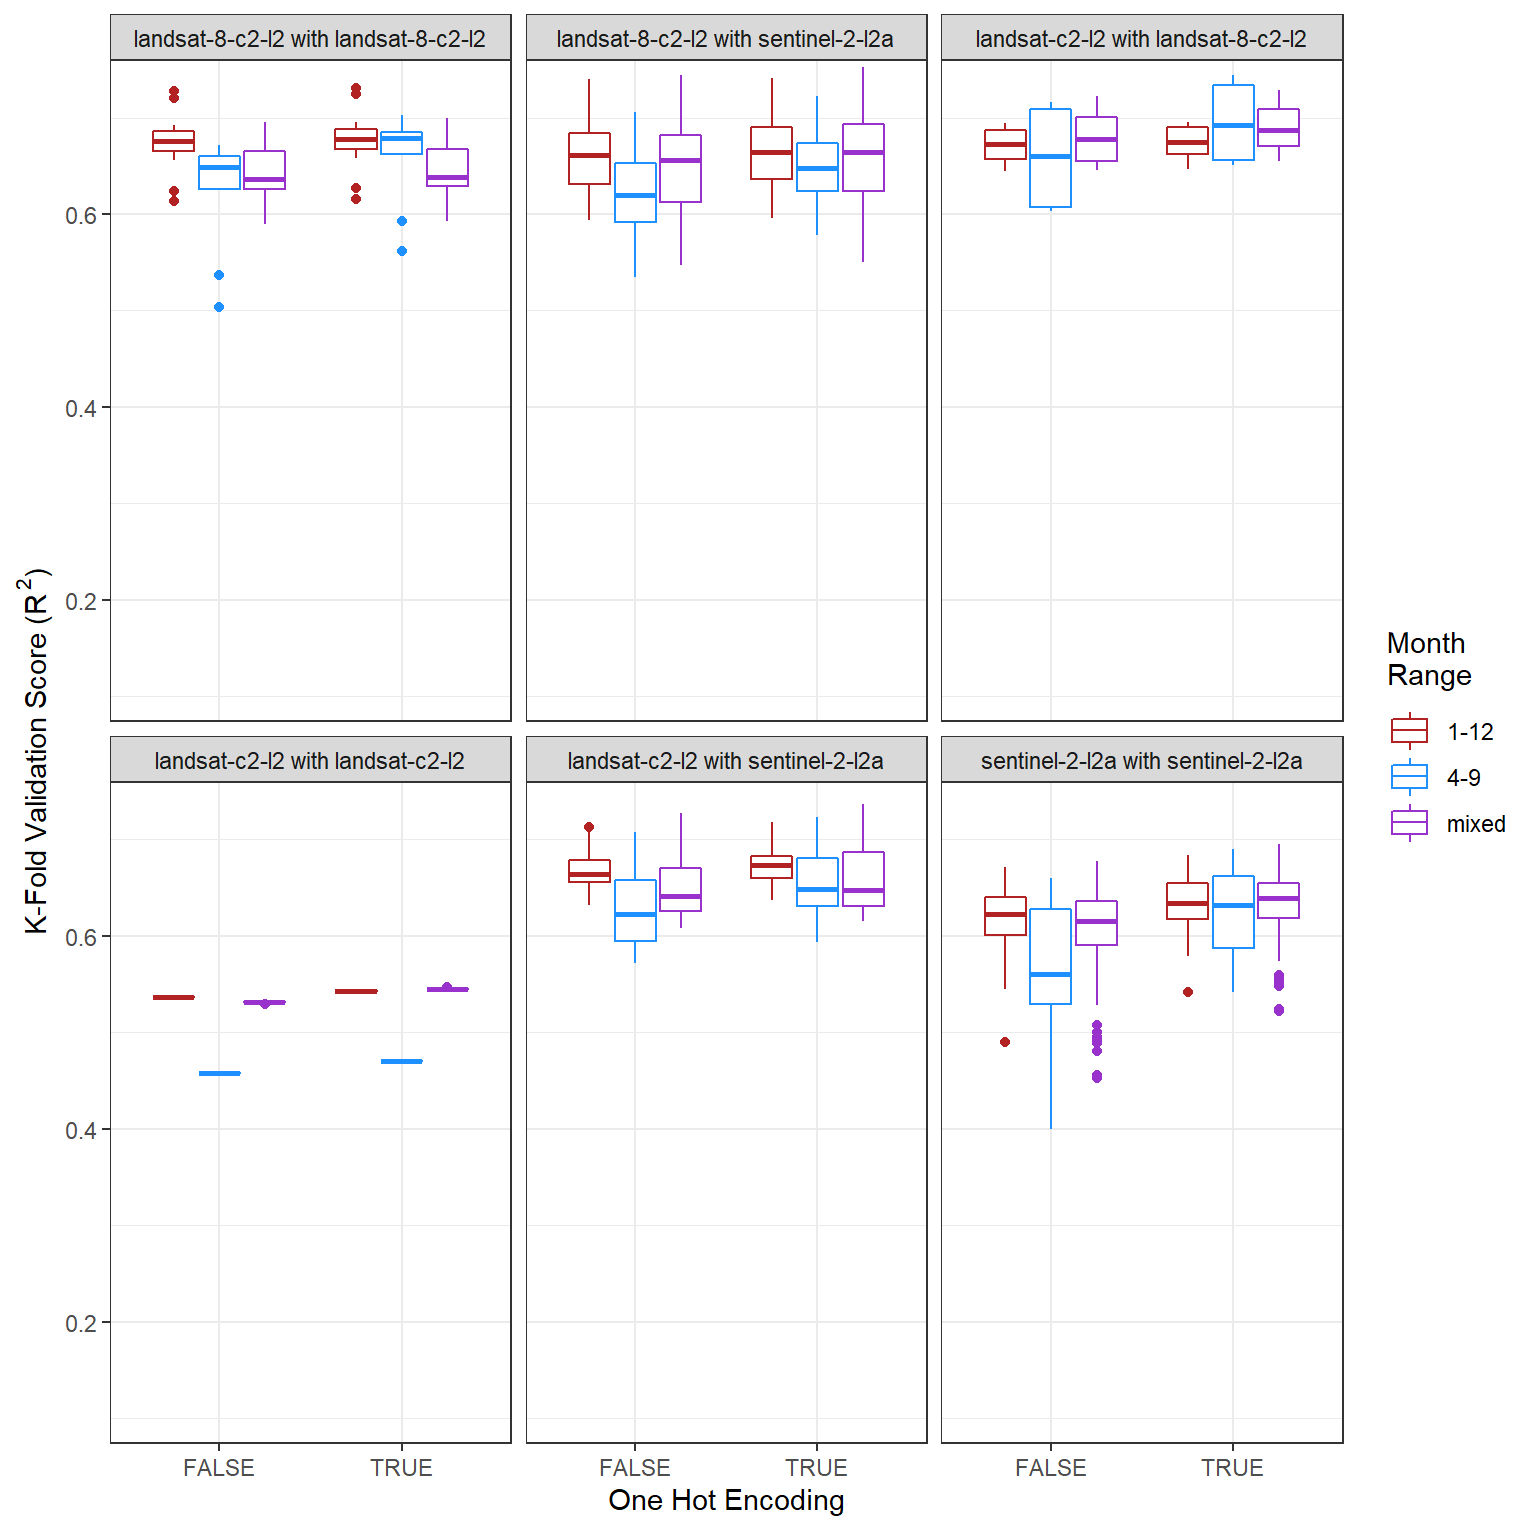 landsat-8-c2-l2 with landsat-8-c2-l2
landsat-8-c2-l2 with sentinel-2-l2a
landsat-c2-l2 with landsat-8-c2-l2
0.6
0.4
0.2
landsat-c2-l2 with landsat-c2-l2
landsat-c2-l2 with sentinel-2-l2a
sentinel-2-l2a with sentinel-2-l2a
0.6
0.4
0.2
FALSE
TRUE
FALSE
TRUE
FALSE
TRUE
One Hot Encoding
K-Fold Validation Score (R²)
Month
Range
1-12
4-9
mixed